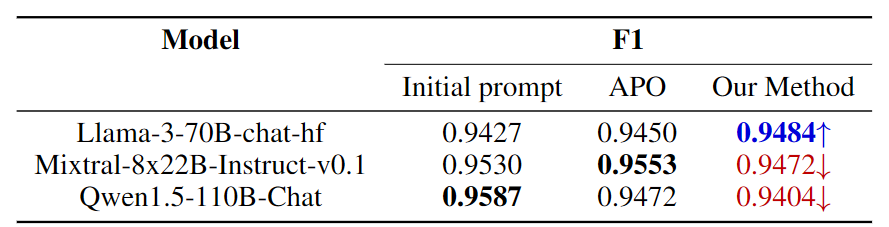 Model F1
Initial prompt APO Our Method
Llama-3-70B-chat-hf 0.9427 0.9450 0.9484↑
Mixtral-8x22B-Instruct-v0.1 0.9530 0.9553 0.9472↓
Qwen1.5-110B-Chat 0.9587 0.9472 0.9404↓